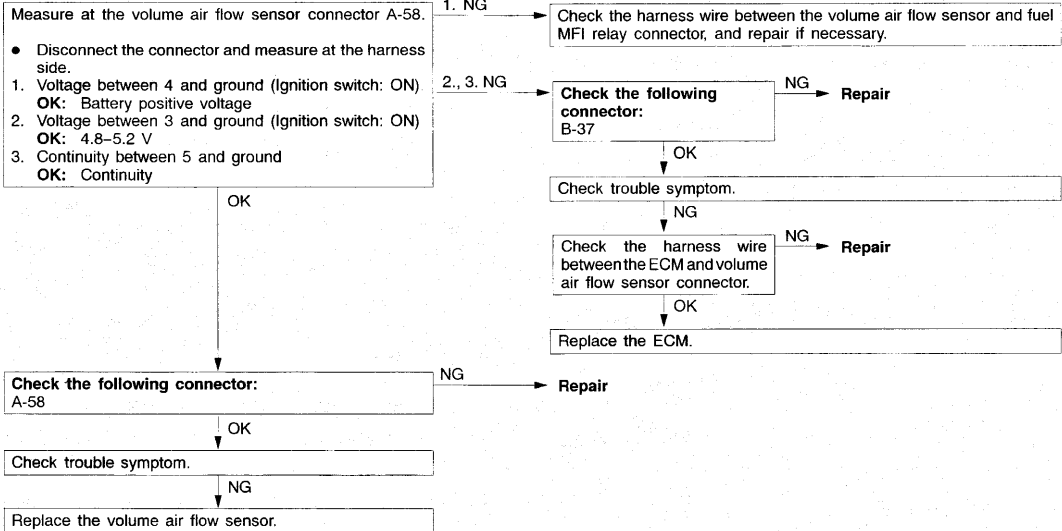 Measure at the volume air flow sensor connector A-58.
● Disconnect the connector and measure at the harness
side.
1. Voltage between 4 and ground (Ignition switch: ON)
OK: Battery positive voltage
2. Voltage between 3 and ground (Ignition switch: ON)
OK: 4.8–5.2 V
3. Continuity between 5 and ground
OK: Continuity
1. NG
Check the harness wire between the volume air flow sensor and fuel
MFI relay connector, and repair if necessary.
2., 3. NG
Check the following
connector:
B-37
NG
Repair
OK
Check trouble symptom.
NG
Check the harness wire
between the ECM and volume
air flow sensor connector.
NG
Repair
OK
Replace the ECM.
OK
Check the following connector:
A-58
NG
Repair
OK
Check trouble symptom.
NG
Replace the volume air flow sensor.